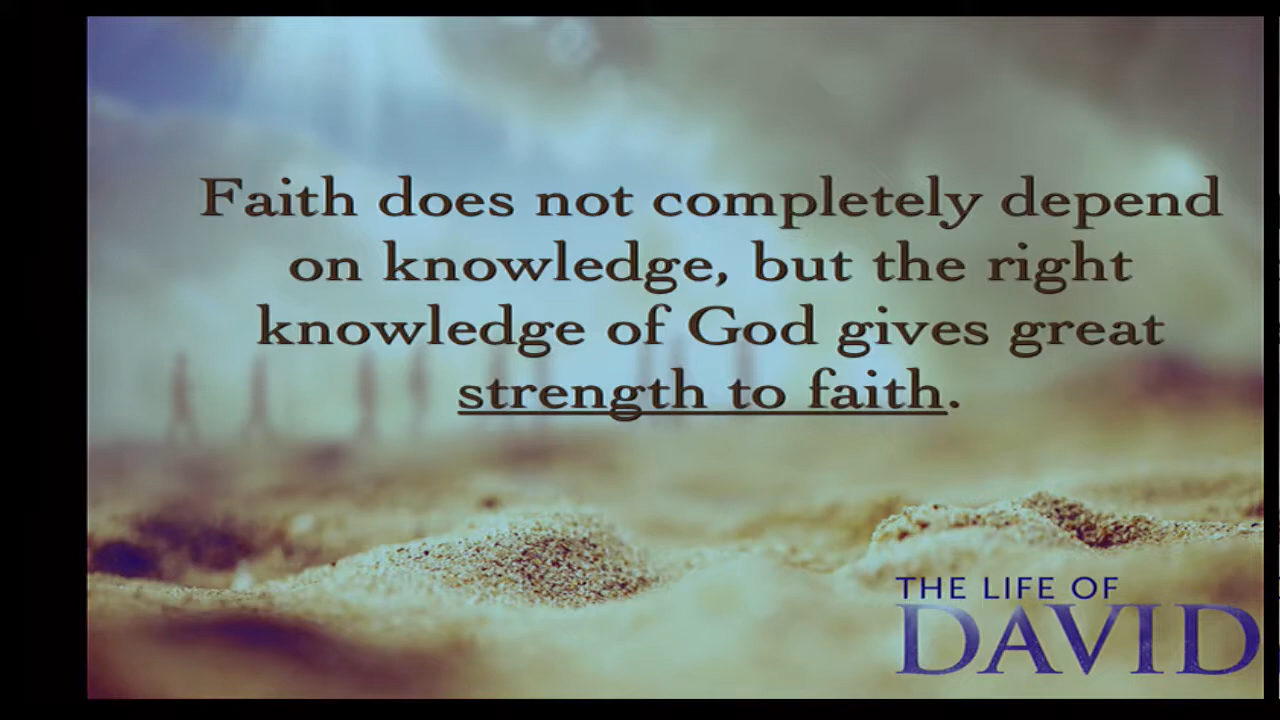 Faith does not completely depend
on knowledge, but the right
knowledge of God gives great
strength to faith.
THE LIFE OF
DAVID